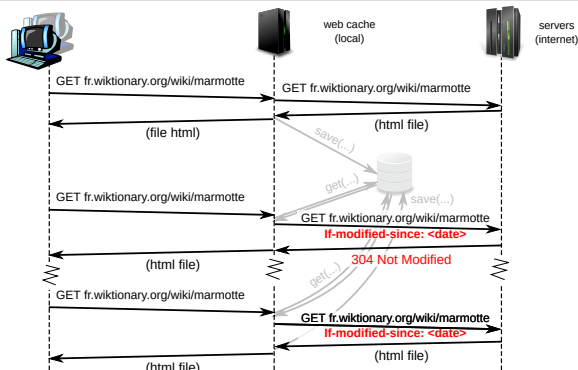 web cache
(local)
servers
(internet)
GET fr.wiktionary.org/wiki/marmotte
GET fr.wiktionary.org/wiki/marmotte
(file html)
(html file)
save(...)
get(...)
GET fr.wiktionary.org/wiki/marmotte
save(...)
GET fr.wiktionary.org/wiki/marmotte
If-modified-since: <date>
(html file)
304 Not Modified
get(...)
GET fr.wiktionary.org/wiki/marmotte
GET fr.wiktionary.org/wiki/marmotte
If-modified-since: <date>
(html file)
(html file)